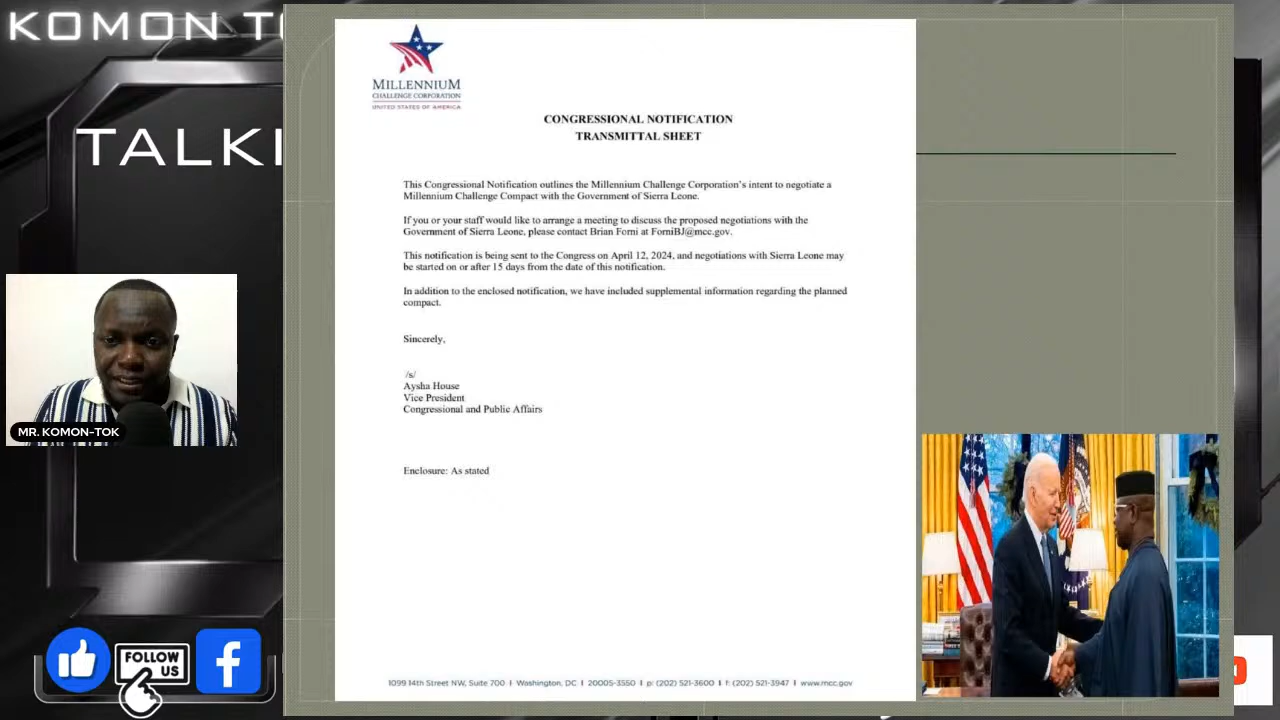 KOMON TO
TALKI
MILLENNIUM
CHALLENGE CORPORATION
UNITED STATES OF AMERICA
CONGRESSIONAL NOTIFICATION
TRANSMITTAL SHEET
This Congressional Notification outlines the Millennium Challenge Corporation's intent to negotiate a
Millennium Challenge Compact with the Government of Sierra Leone.
If you or your staff would like to arrange a meeting to discuss the proposed negotiations with the
Government of Sierra Leone, please contact Brian Forni at ForniBJ@mcc.gov.
This notification is being sent to the Congress on April 12, 2024, and negotiations with Sierra Leone may
be started on or after 15 days from the date of this notification.
In addition to the enclosed notification, we have included supplemental information regarding the planned
compact.
Sincerely,
/s/
Aysha House
Vice President
Congressional and Public Affairs
Enclosure: As stated
1099 14th Street NW, Suite 700 I Washington, DC I 20005-3550 I p: (202) 521-3600 I f: (202) 521-3947 I www.mcc.gov
MR. KOMON-TOK
FOLLOW
US